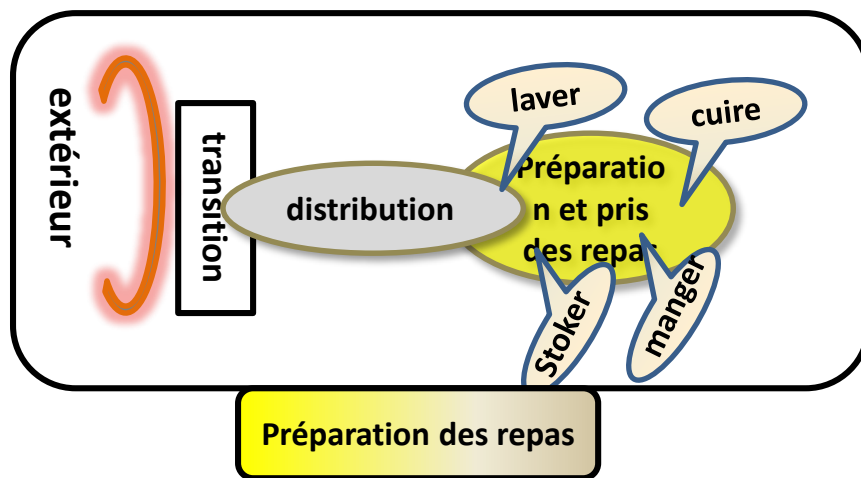 extérieur
transition
distribution
laver
cuire
Préparatio
n et pris
des repas
Stoker
manger
Préparation des repas